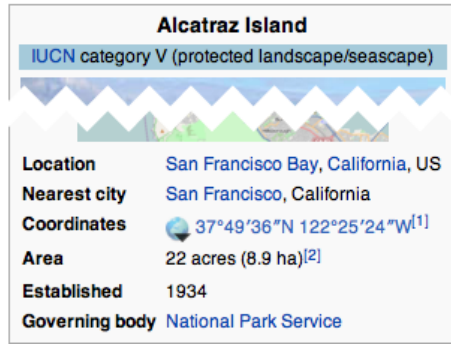 Alcatraz Island
IUCN category V (protected landscape/seascape)
Location San Francisco Bay, California, US
Nearest city San Francisco, California
Coordinates 37°49′36″N 122°25′24″W[1]
Area 22 acres (8.9 ha)[2]
Established 1934
Governing body National Park Service